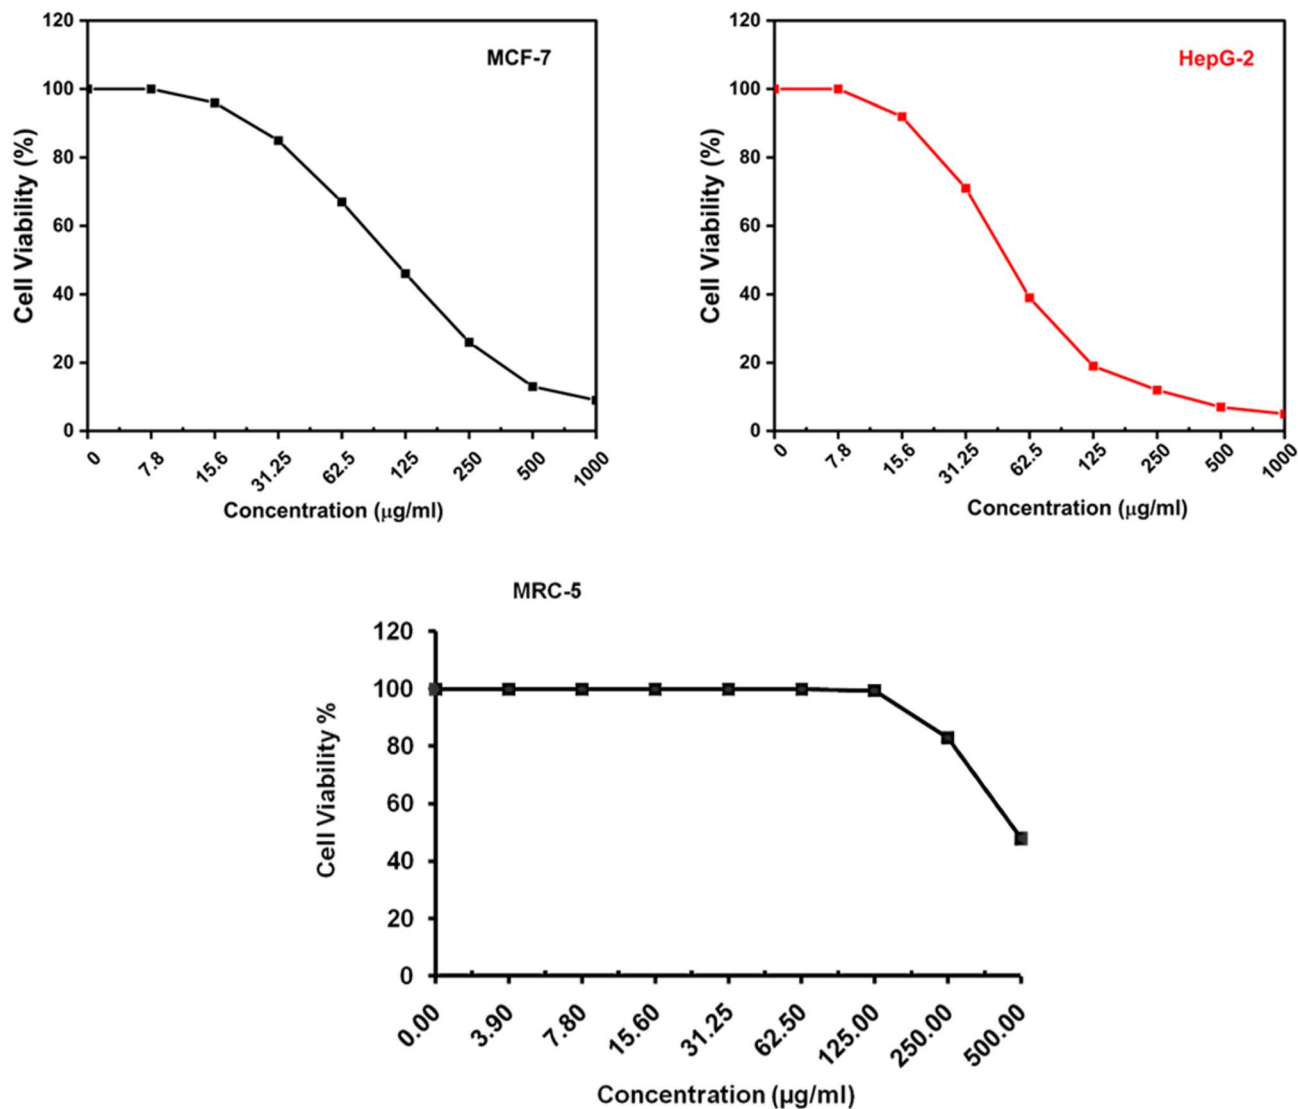 MCF-7
Cell Viability (%)
120
100
80
60
40
20
0
0 7.8 15.6 31.25 62.5 125 250 500 1000
Concentration (μg/ml)
HepG-2
Cell Viability (%)
120
100
80
60
40
20
0
0 7.8 15.6 31.25 62.5 125 250 500 1000
Concentration (μg/ml)
MRC-5
Cell Viability %
120
100
80
60
40
20
0
0.00 3.90 7.80 15.60 31.25 62.50 125.00 250.00 500.00
Concentration (μg/ml)